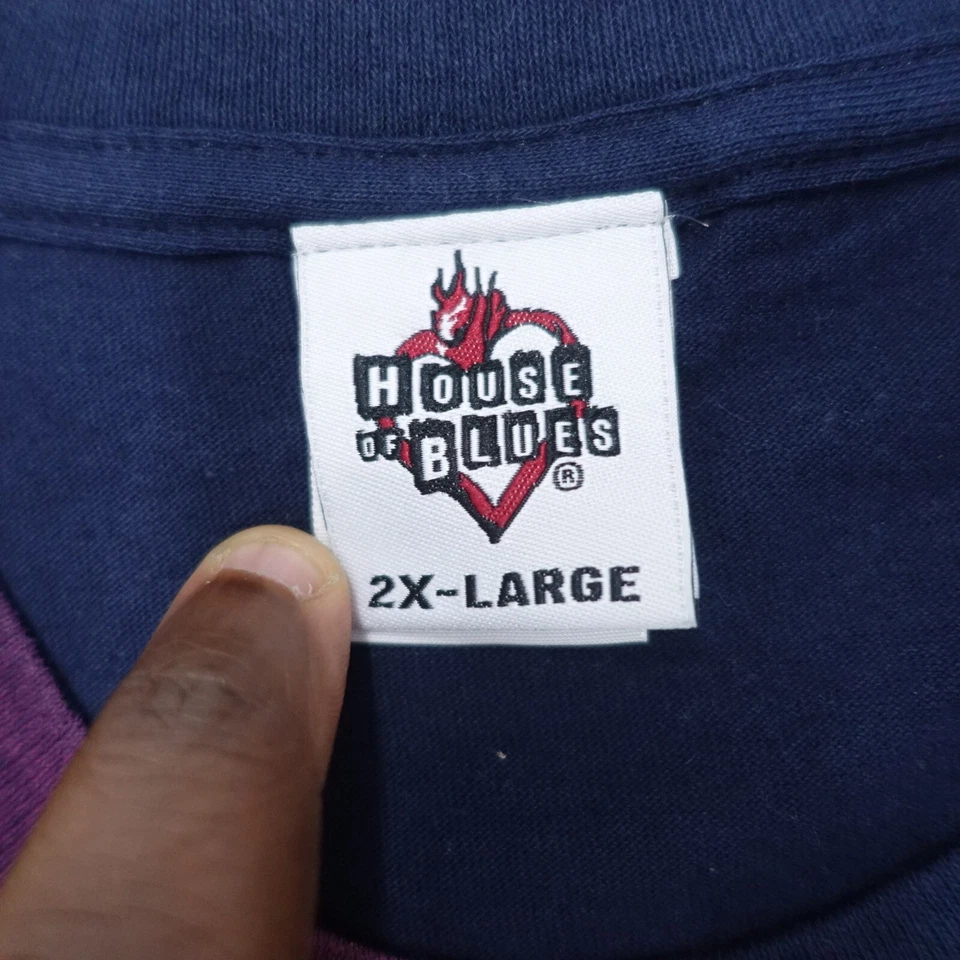 HOUSE
OF BLUES
®
2X-LARGE